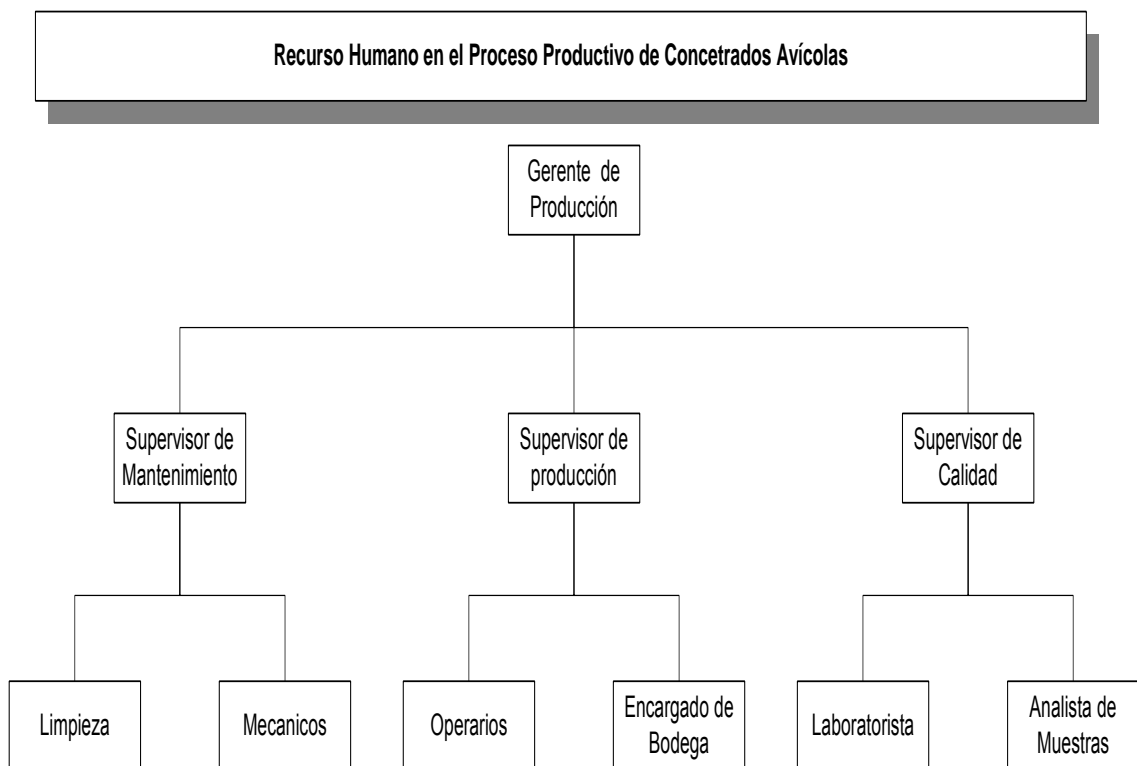 Recurso Humano en el Proceso Productivo de Concetrados Avícolas
Gerente de
Producción
Supervisor de
Mantenimiento
Supervisor de
producción
Supervisor de
Calidad
Limpieza
Mecanicos
Operarios
Encargado de
Bodega
Laboratorista
Analista de
Muestras